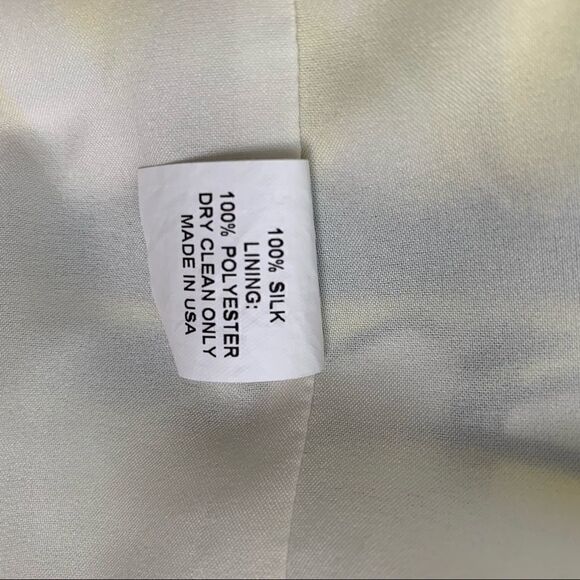 100% SILK
LINING:
100% POLYESTER
DRY CLEAN ONLY
MADE IN USA